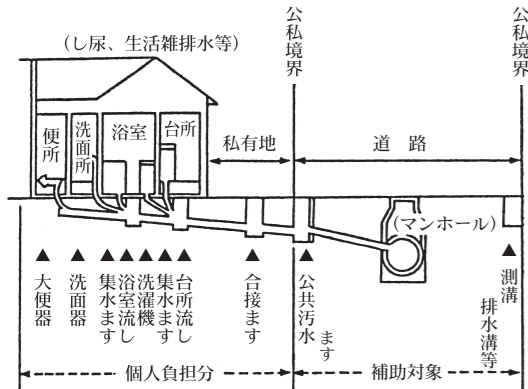 (し尿、生活雑排水等)
公私境界
公私境界
便所
洗面所
浴室
台所
私有地
道　路
(マンホール)
大便器
洗面器
集水ます
浴室流し
洗濯機
集水ます
台所流し
合接ます
公共汚水ます
側溝
排水溝等
個人負担分
補助対象